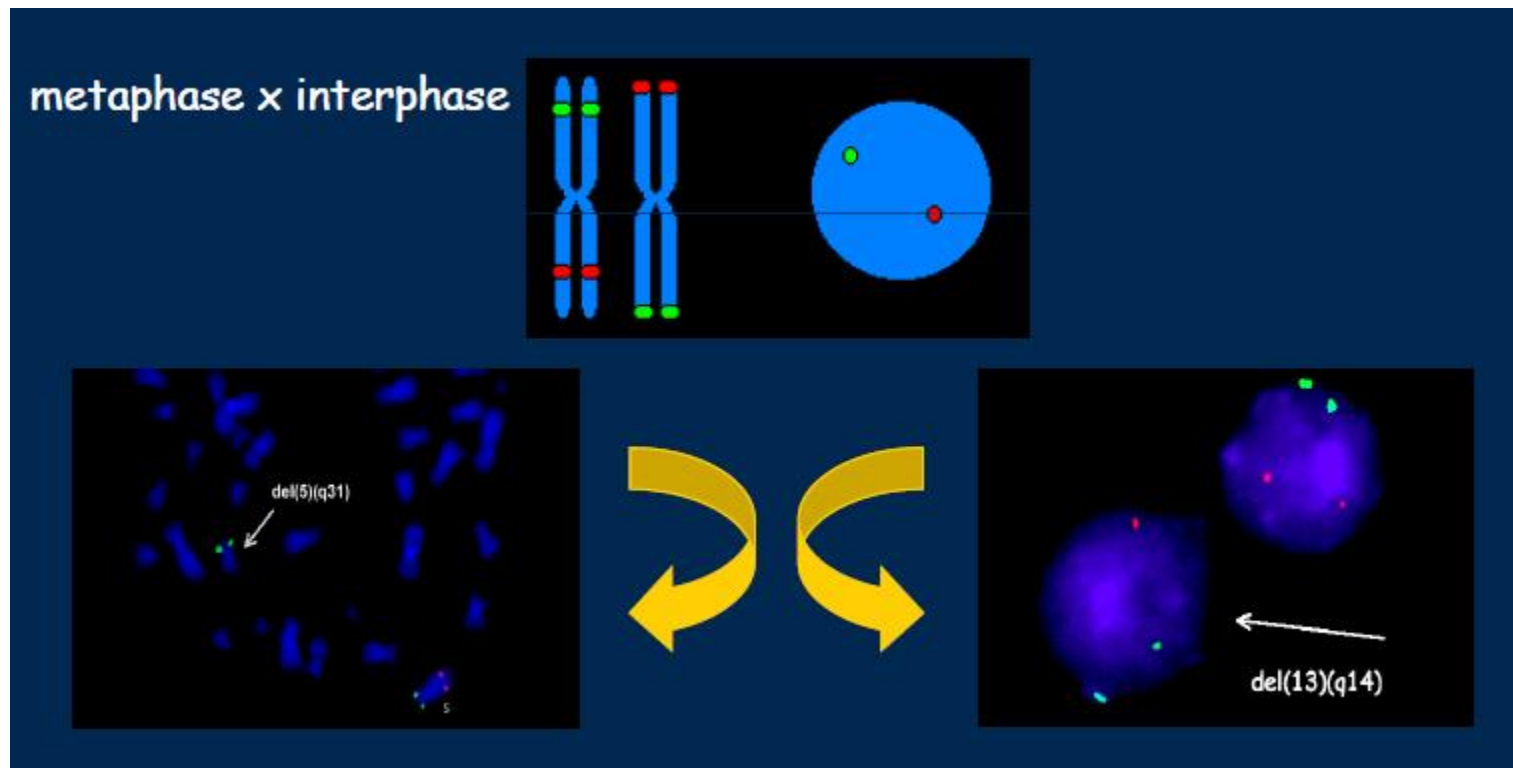 metaphase x interphase
del(5)(q31)
5
del(13)(q14)